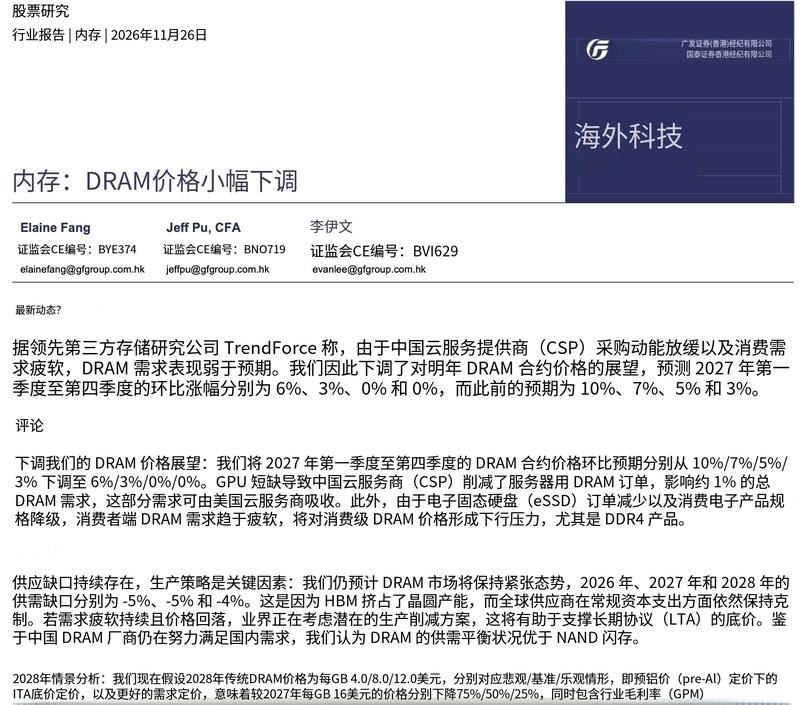 股票研究
行业报告 | 内存 | 2026年11月26日
广发证券(香港)经纪有限公司
国泰证券香港经纪有限公司
海外科技
内存：DRAM价格小幅下调
Elaine Fang
Jeff Pu, CFA
李伊文
证监会CE编号：BYE374
证监会CE编号：BNO719
证监会CE编号：BVI629
elainefang@gfgroup.com.hk
jeffpu@gfgroup.com.hk
evanlee@gfgroup.com.hk
最新动态?
据领先第三方存储研究公司 TrendForce 称，由于中国云服务提供商（CSP）采购动能放缓以及消费需
求疲软，DRAM 需求表现弱于预期。我们因此下调了对明年 DRAM 合约价格的展望，预测 2027 年第一
季度至第四季度的环比涨幅分别为 6%、3%、0% 和 0%，而此前的预期为 10%、7%、5% 和 3%。
评论
下调我们的 DRAM 价格展望：我们将 2027 年第一季度至第四季度的 DRAM 合约价格环比预期分别从 10%/7%/5%/
3% 下调至 6%/3%/0%/0%。GPU 短缺导致中国云服务商（CSP）削减了服务器用 DRAM 订单，影响约 1% 的总
DRAM 需求，这部分需求可由美国云服务商吸收。此外，由于电子固态硬盘（eSSD）订单减少以及消费电子产品规
格降级，消费者端 DRAM 需求趋于疲软，将对消费级 DRAM 价格形成下行压力，尤其是 DDR4 产品。
供应缺口持续存在，生产策略是关键因素：我们仍预计 DRAM 市场将保持紧张态势，2026 年、2027 年和 2028 年的
供需缺口分别为 -5%、-5% 和 -4%。这是因为 HBM 挤占了晶圆产能，而全球供应商在常规资本支出方面依然保持克
制。若需求疲软持续且价格回落，业界正在考虑潜在的生产削减方案，这将有助于支撑长期协议（LTA）的底价。鉴
于中国 DRAM 厂商仍在努力满足国内需求，我们认为 DRAM 的供需平衡状况优于 NAND 闪存。
2028年情景分析：我们现在假设2028年传统DRAM价格为每GB 4.0/8.0/12.0美元，分别对应悲观/基准/乐观情形，即预铝价（pre-Al）定价下的
ITA底价定价，以及更好的需求定价，意味着较2027年每GB 16美元的价格分别下降75%/50%/25%，同时包含行业毛利率（GPM）